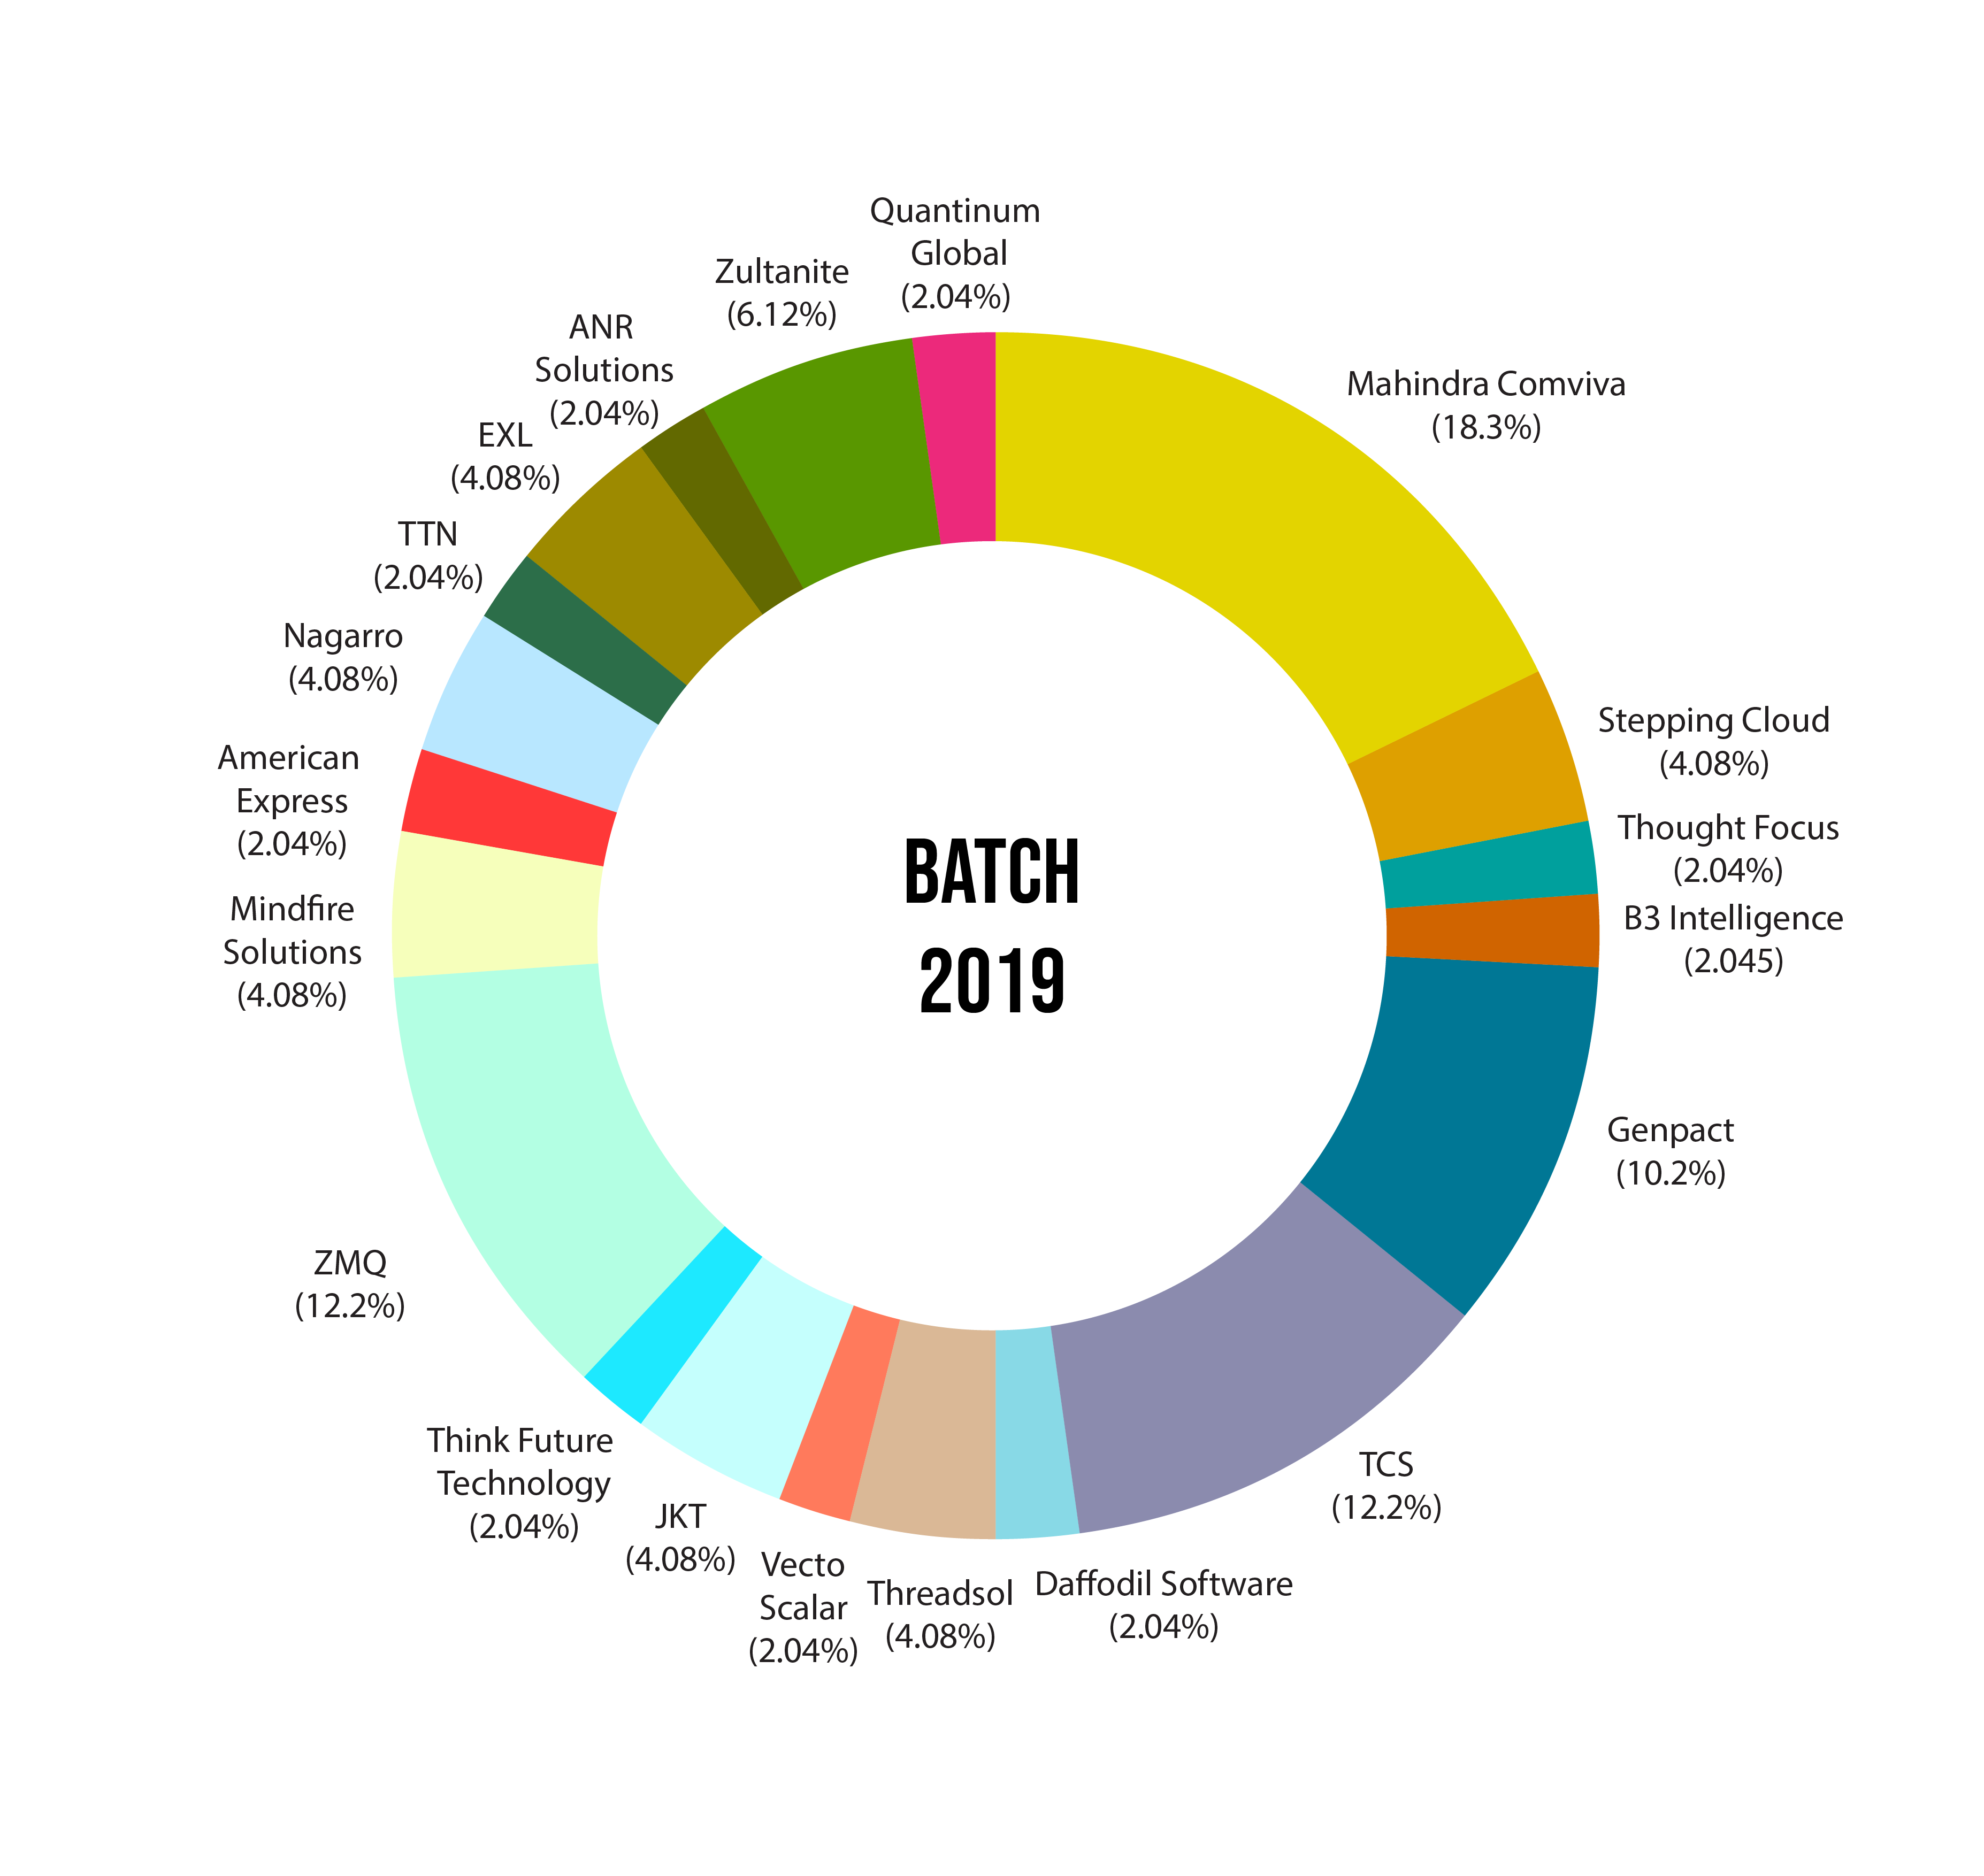 Quantinum
Global
(2.04%)
Zultanite
(6.12%)
ANR
Solutions
(2.04%)
EXL
(4.08%)
TTN
(2.04%)
Nagarro
(4.08%)
American
Express
(2.04%)
Mindfire
Solutions
(4.08%)
ZMQ
(12.2%)
Think Future
Technology
(2.04%)
JKT
(4.08%)
Vecto
Scalar
(2.04%)
Threadsol
(4.08%)
Daffodil Software
(2.04%)
TCS
(12.2%)
Genpact
(10.2%)
B3 Intelligence
(2.045)
Thought Focus
(2.04%)
Stepping Cloud
(4.08%)
Mahindra Comviva
(18.3%)
BATCH
2019